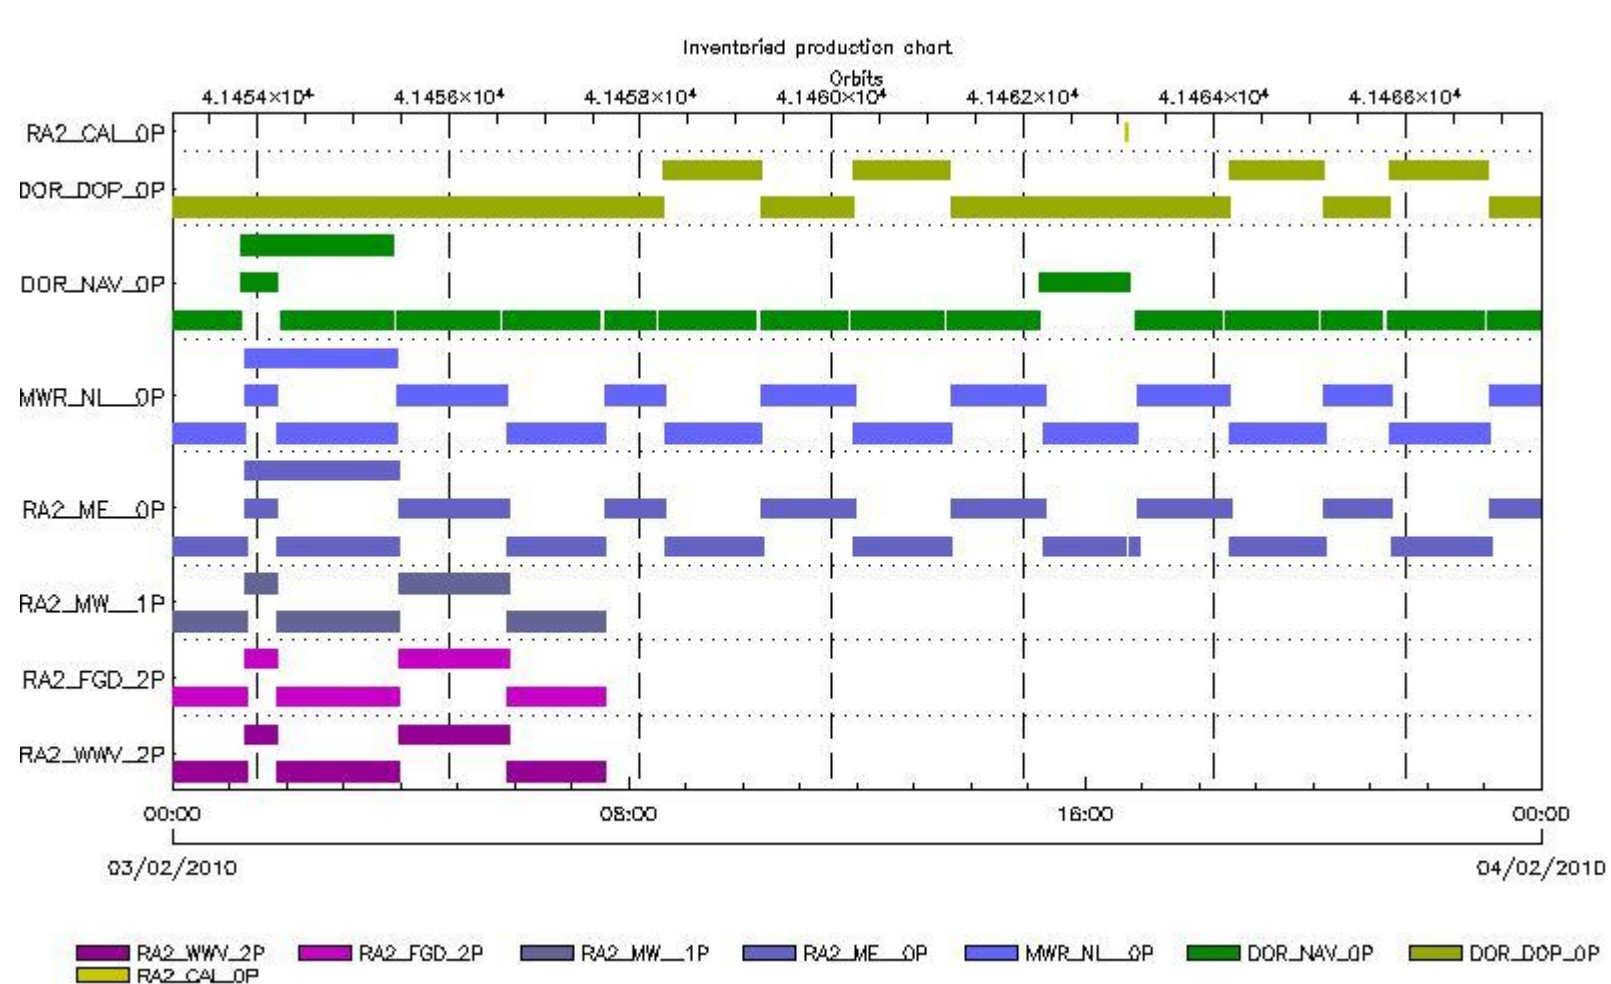 Inventoried production chart
Orbits
4.1454×10⁴ 4.1456×10⁴ 4.1458×10⁴ 4.1460×10⁴ 4.1462×10⁴ 4.1464×10⁴ 4.1466×10⁴
RA2_CAL_0P
DOR_DOP_0P
DOR_NAV_0P
MWR_NL__0P
RA2_ME__0P
RA2_MW__1P
RA2_FGD_2P
RA2_WWV_2P
00:00 08:00 16:00 00:00
03/02/2010 04/02/2010
RA2_WWV_2P RA2_FGD_2P RA2_MW__1P RA2_ME__0P MWR_NL__0P DOR_NAV_0P DOR_DOP_0P
RA2_CAL_0P